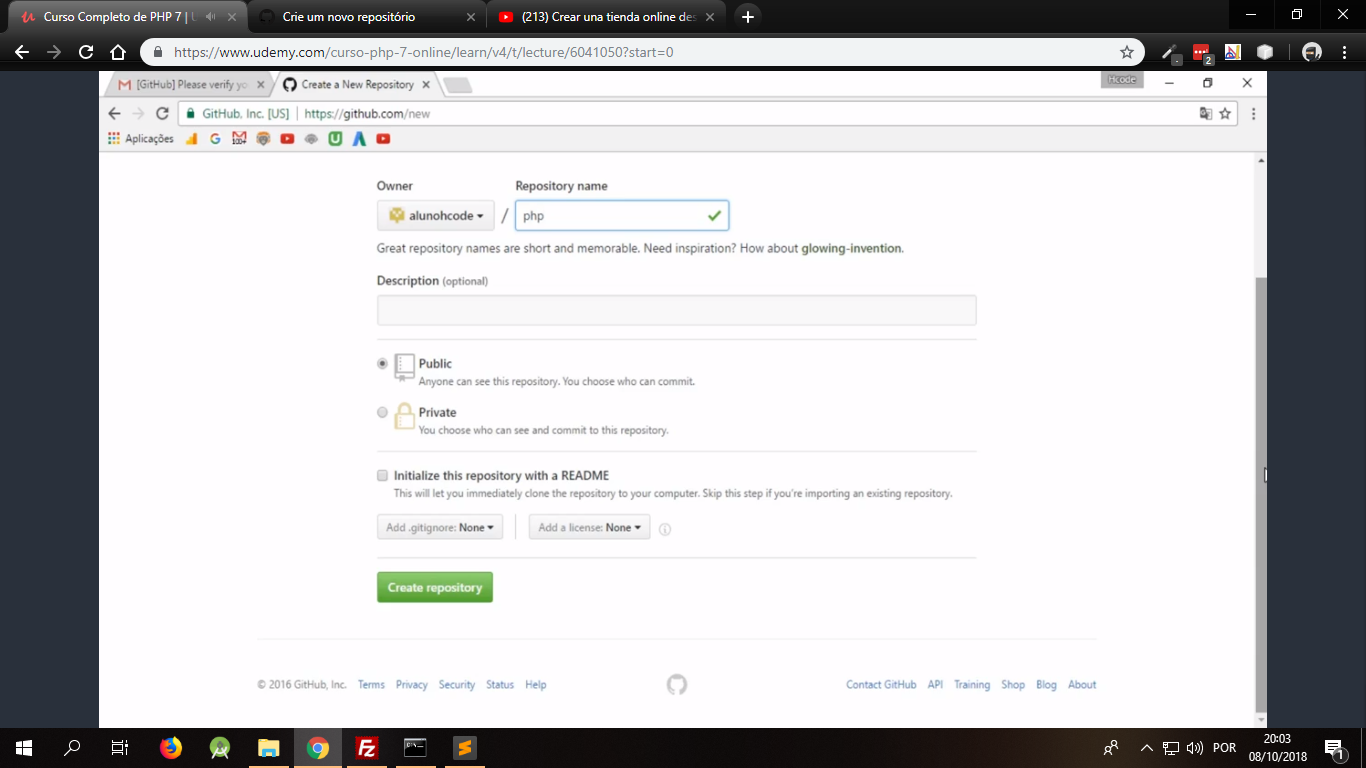 Curso Completo de PHP 7 | U
Crie um novo repositório
(213) Crear una tienda online des
https://www.udemy.com/curso-php-7-online/learn/v4/t/lecture/6041050?start=0
2
[GitHub] Please verify yo
Create a New Repository
Hcode
GitHub, Inc. [US]
https://github.com/new
Aplicações
100+
Owner
Repository name
alunohcode
/
php
Great repository names are short and memorable. Need inspiration? How about glowing-invention.
Description (optional)
Public
Anyone can see this repository. You choose who can commit.
Private
You choose who can see and commit to this repository.
Initialize this repository with a README
This will let you immediately clone the repository to your computer. Skip this step if you're importing an existing repository.
Add .gitignore: None
Add a license: None
Create repository
© 2016 GitHub, Inc. Terms Privacy Security Status Help
Contact GitHub API Training Shop Blog About
POR
20:03
08/10/2018
1